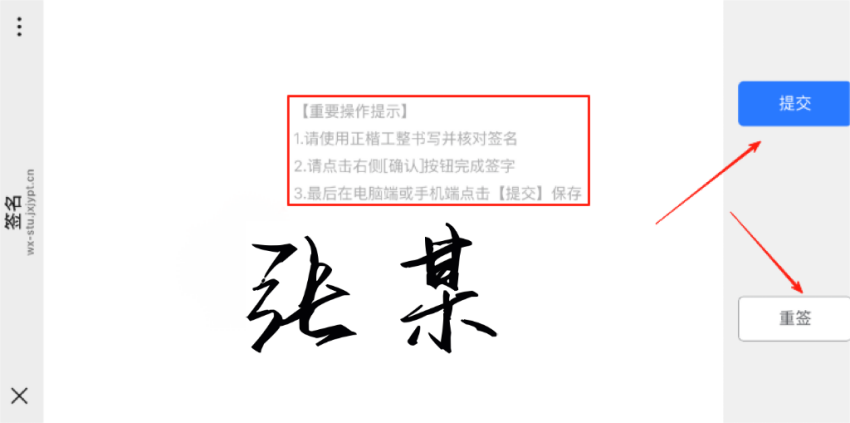 签名
wx-stu.jxjypt.cn
【重要操作提示】
1.请使用正楷工整书写并核对签名
2.请点击右侧[确认]按钮完成签字
3.最后在电脑端或手机端点击【提交】保存
张某
提交
重签